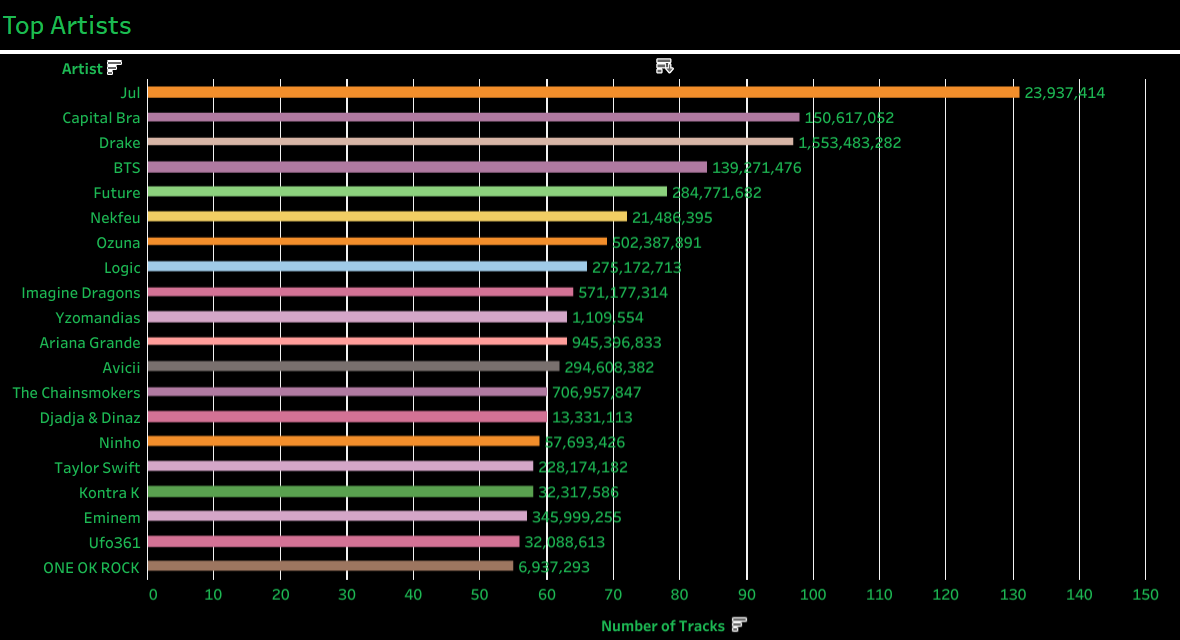 Top Artists
Artist
Jul 23,937,414
Capital Bra 150,617,052
Drake 1,553,483,282
BTS 139,271,476
Future 284,771,632
Nekfeu 21,486,395
Ozuna 502,387,891
Logic 275,172,713
Imagine Dragons 571,177,314
Yzomandias 1,109,554
Ariana Grande 945,396,833
Avicii 294,608,382
The Chainsmokers 706,957,847
Djadja & Dinaz 13,331,113
Ninho 57,693,426
Taylor Swift 228,174,182
Kontra K 32,317,586
Eminem 345,999,255
Ufo361 32,088,613
ONE OK ROCK 6,937,293
0 10 20 30 40 50 60 70 80 90 100 110 120 130 140 150
Number of Tracks